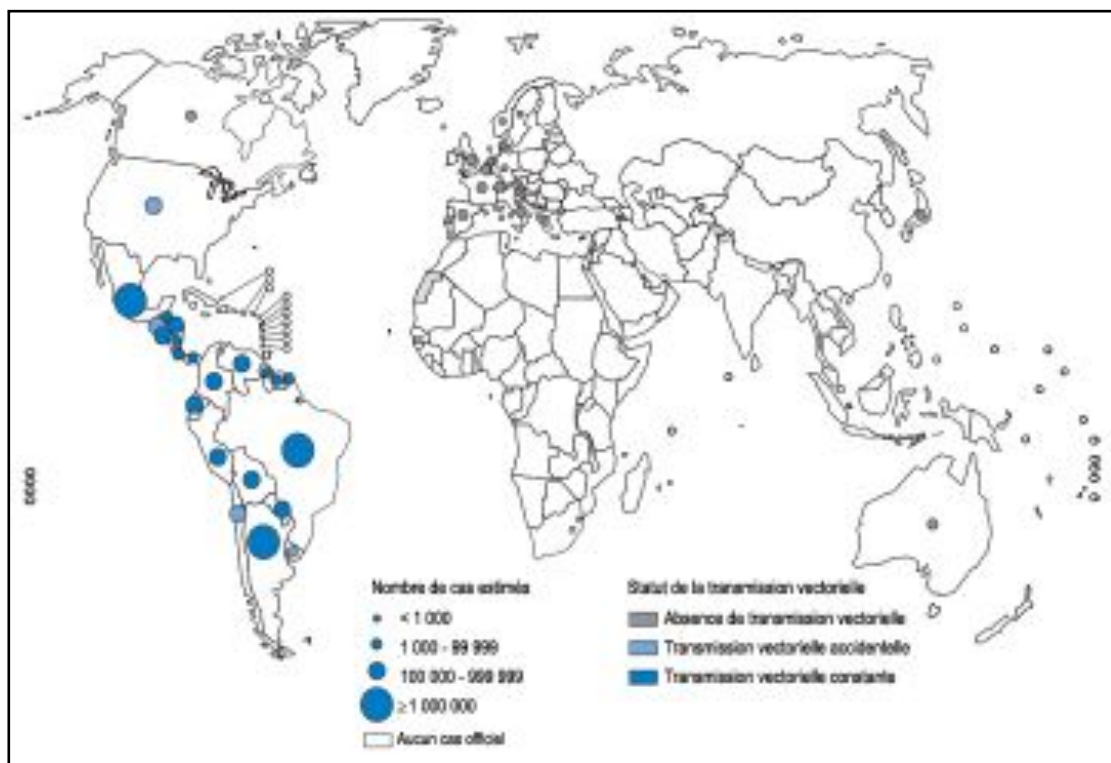 Nombre de cas estimés
< 1 000
1 000 - 99 999
100 000 - 999 999
≥ 1 000 000
Aucun cas officiel
Statut de la transmission vectorielle
Absence de transmission vectorielle
Transmission vectorielle accidentelle
Transmission vectorielle constante